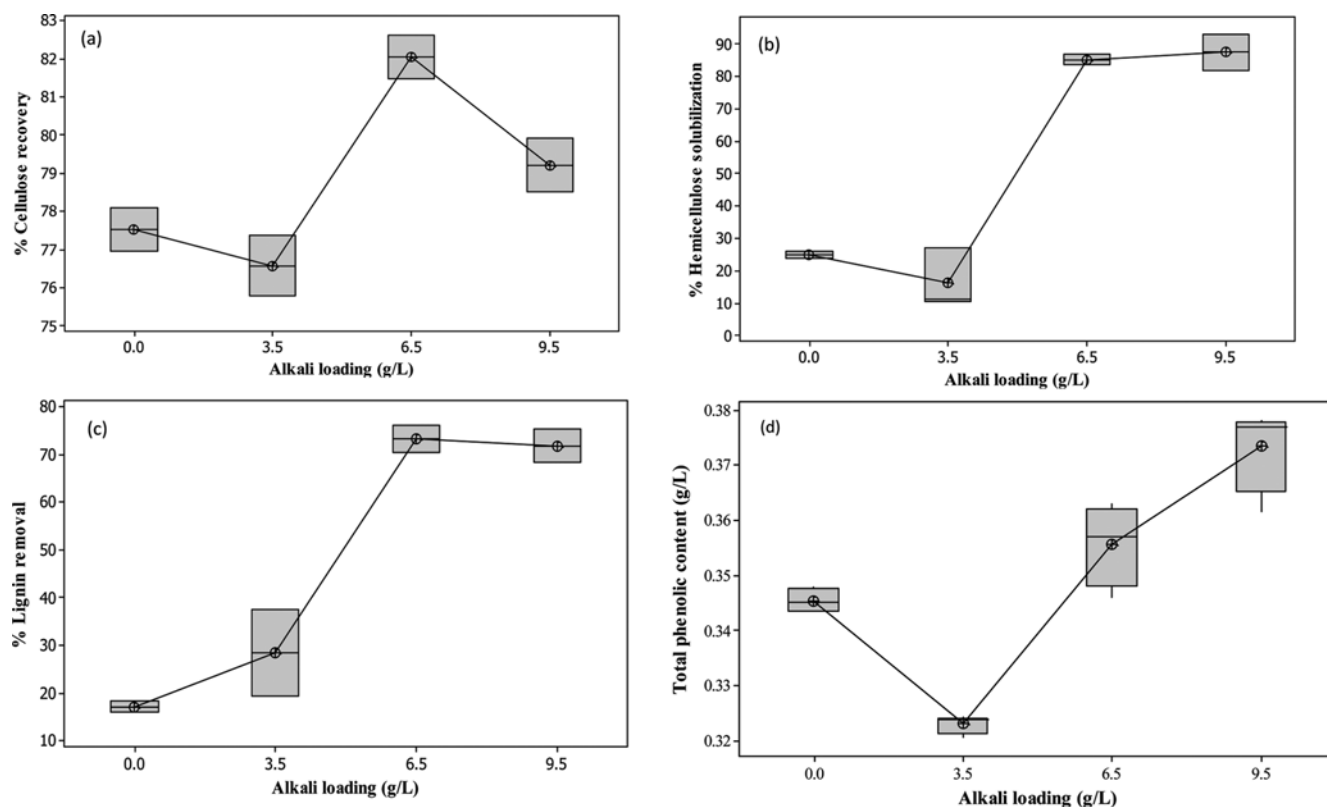 (a)
% Cellulose recovery
83
82
81
80
79
78
77
76
75
0.0 3.5 6.5 9.5
Alkali loading (g/L)
(b)
% Hemicellulose solubilization
90
80
70
60
50
40
30
20
10
0
0.0 3.5 6.5 9.5
Alkali loading (g/L)
(c)
% Lignin removal
80
70
60
50
40
30
20
10
0.0 3.5 6.5 9.5
Alkali loading (g/L)
(d)
Total phenolic content (g/L)
0.38
0.37
0.36
0.35
0.34
0.33
0.32
0.0 3.5 6.5 9.5
Alkali loading (g/L)